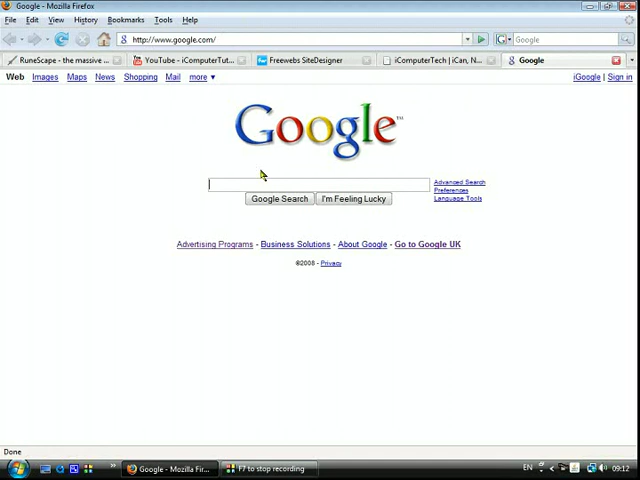 Google - Mozilla Firefox
File Edit View History Bookmarks Tools Help
http://www.google.com/ Google
RuneScape - the massive ... YouTube - iComputerTut... Freewebs SiteDesigner iComputerTech | iCan, N... Google
Web Images Maps News Shopping Mail more ▼ iGoogle | Sign in
Google™
Advanced Search
Preferences
Language Tools
Google Search I'm Feeling Lucky
Advertising Programs - Business Solutions - About Google - Go to Google UK
©2008 - Privacy
Done
Google - Mozilla Fir... F7 to stop recording EN 09:12